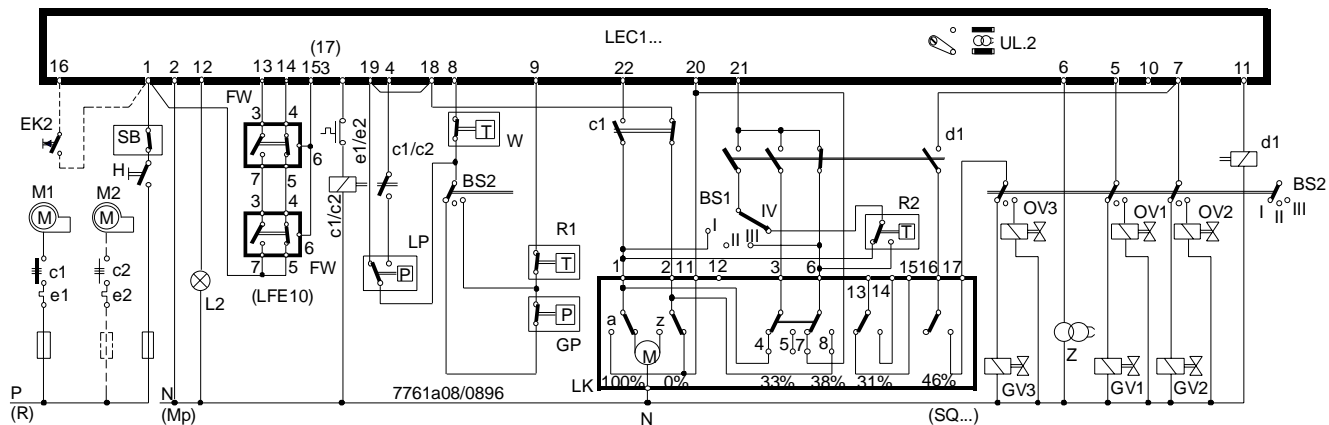 LEC1...
UL.2
(17)
16 1 2 12 13 14 15 3 19 4 18 8 9 22 20 21 6 5 10 7 11
FW
3 4
6
7 5
3 4
6
7 5
FW
(LFE10)
EK2
SB
H
M1 M2
M M
c1 c2
e1 e2
L2
e1/e2
c1/c2
c1/c2
LP
P
T
W
BS2
R1
T
P
GP
c1
d1
BS1
IV
I
II
III
R2
T
1 2 11 12 3 6 13 14 15 16 17
a z
M
4 5 7 8
LK 100% 0% 33% 38% 31% 46%
d1
BS2
I
II
III
OV3 OV1 OV2
Z
GV3 GV1 GV2
7761a08/0896
P
(R)
N
(Mp)
N
(SQ...)